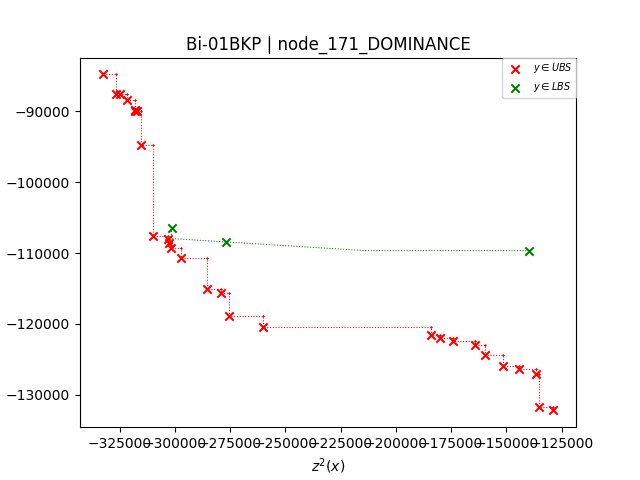 Bi-01BKP | node_171_DOMINANCE
y ∈ UBS
y ∈ LBS
−90000
−100000
−110000
−120000
−130000
−325000 −300000 −275000 −250000 −225000 −200000 −175000 −150000 −125000
z²(x)